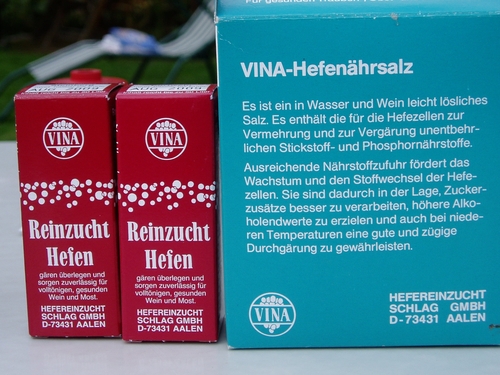 VINA-Hefenährsalz
Es ist ein in Wasser und Wein leicht lösliches
Salz. Es enthält die für die Hefezellen zur
Vermehrung und zur Vergärung unentbehr-
lichen Stickstoff- und Phosphornährstoffe.
Ausreichende Nährstoffzufuhr fördert das
Wachstum und den Stoffwechsel der Hefe-
zellen. Sie sind dadurch in der Lage, Zucker-
zusätze besser zu verarbeiten, höhere Alko-
holendwerte zu erzielen und auch bei niede-
ren Temperaturen eine gute und zügige
Durchgärung zu gewährleisten.
VINA
HEFEREINZUCHT
SCHLAG GMBH
D-73431 AALEN
VINA
Reinzucht
Hefen
gären überlegen und
sorgen zuverlässig für
volltönigen, gesunden
Wein und Most.
HEFEREINZUCHT
SCHLAG GMBH
D-73431 AALEN
VINA
Reinzucht
Hefen
gären überlegen und
sorgen zuverlässig für
volltönigen, gesunden
Wein und Most.
HEFEREINZUCHT
SCHLAG GMBH
D-73431 AALEN